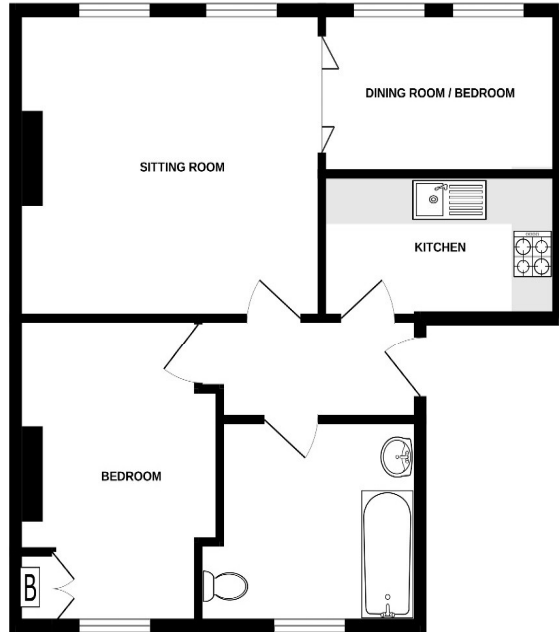 DINING ROOM / BEDROOM
SITTING ROOM
KITCHEN
BEDROOM
B